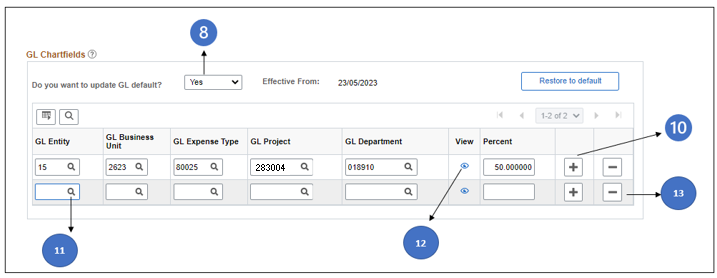 8
GL Chartfields ?
Do you want to update GL default? Yes Effective From: 23/05/2023 Restore to default
1-2 of 2
GL Entity GL Business Unit GL Expense Type GL Project GL Department View Percent
10
15 2623 80025 283004 018910 50.000000 + −
+ −
13
11
12